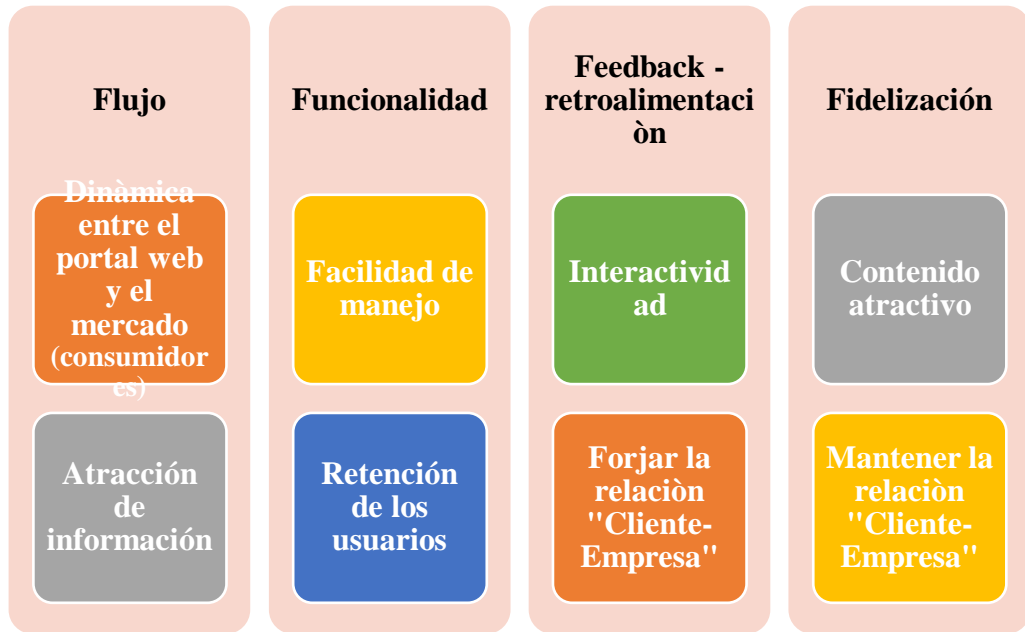 Flujo
Dinàmica
entre el
portal web
y el
mercado
(consumidor
es)
Atracción
de
información
Funcionalidad
Facilidad de
manejo
Retención
de los
usuarios
Feedback -
retroalimentaci
òn
Interactivid
ad
Forjar la
relaciòn
"Cliente-
Empresa"
Fidelización
Contenido
atractivo
Mantener la
relaciòn
"Cliente-
Empresa"